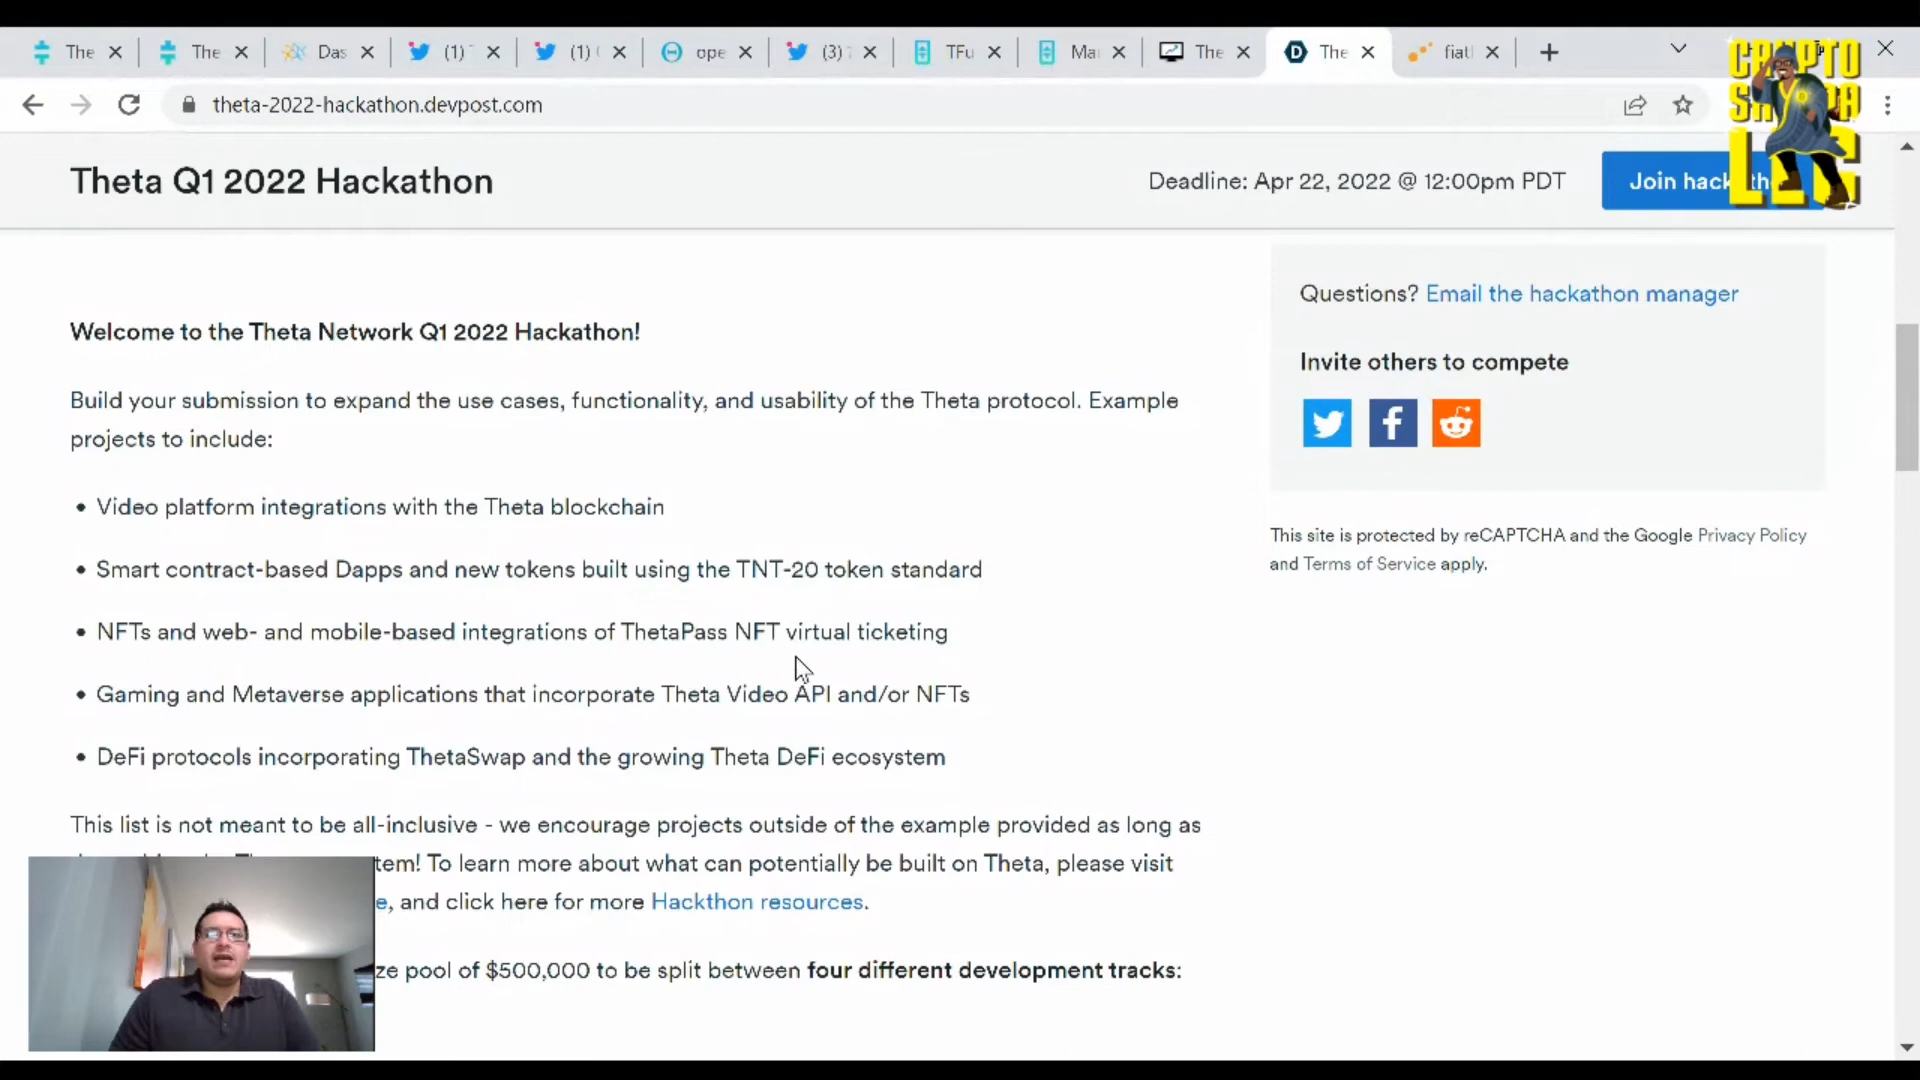 The
The
Das
(1)
(1)
ope
(3)
TFu
Mar
The
The
fiatl
theta-2022-hackathon.devpost.com
CRYPTO
LLC
Theta Q1 2022 Hackathon
Deadline: Apr 22, 2022 @ 12:00pm PDT
Join hack
Welcome to the Theta Network Q1 2022 Hackathon!
Build your submission to expand the use cases, functionality, and usability of the Theta protocol. Example
projects to include:
• Video platform integrations with the Theta blockchain
• Smart contract-based Dapps and new tokens built using the TNT-20 token standard
• NFTs and web- and mobile-based integrations of ThetaPass NFT virtual ticketing
• Gaming and Metaverse applications that incorporate Theta Video API and/or NFTs
• DeFi protocols incorporating ThetaSwap and the growing Theta DeFi ecosystem
This list is not meant to be all-inclusive - we encourage projects outside of the example provided as long as
tem! To learn more about what can potentially be built on Theta, please visit
e, and click here for more Hackthon resources.
ze pool of $500,000 to be split between four different development tracks:
Questions? Email the hackathon manager
Invite others to compete
This site is protected by reCAPTCHA and the Google Privacy Policy
and Terms of Service apply.